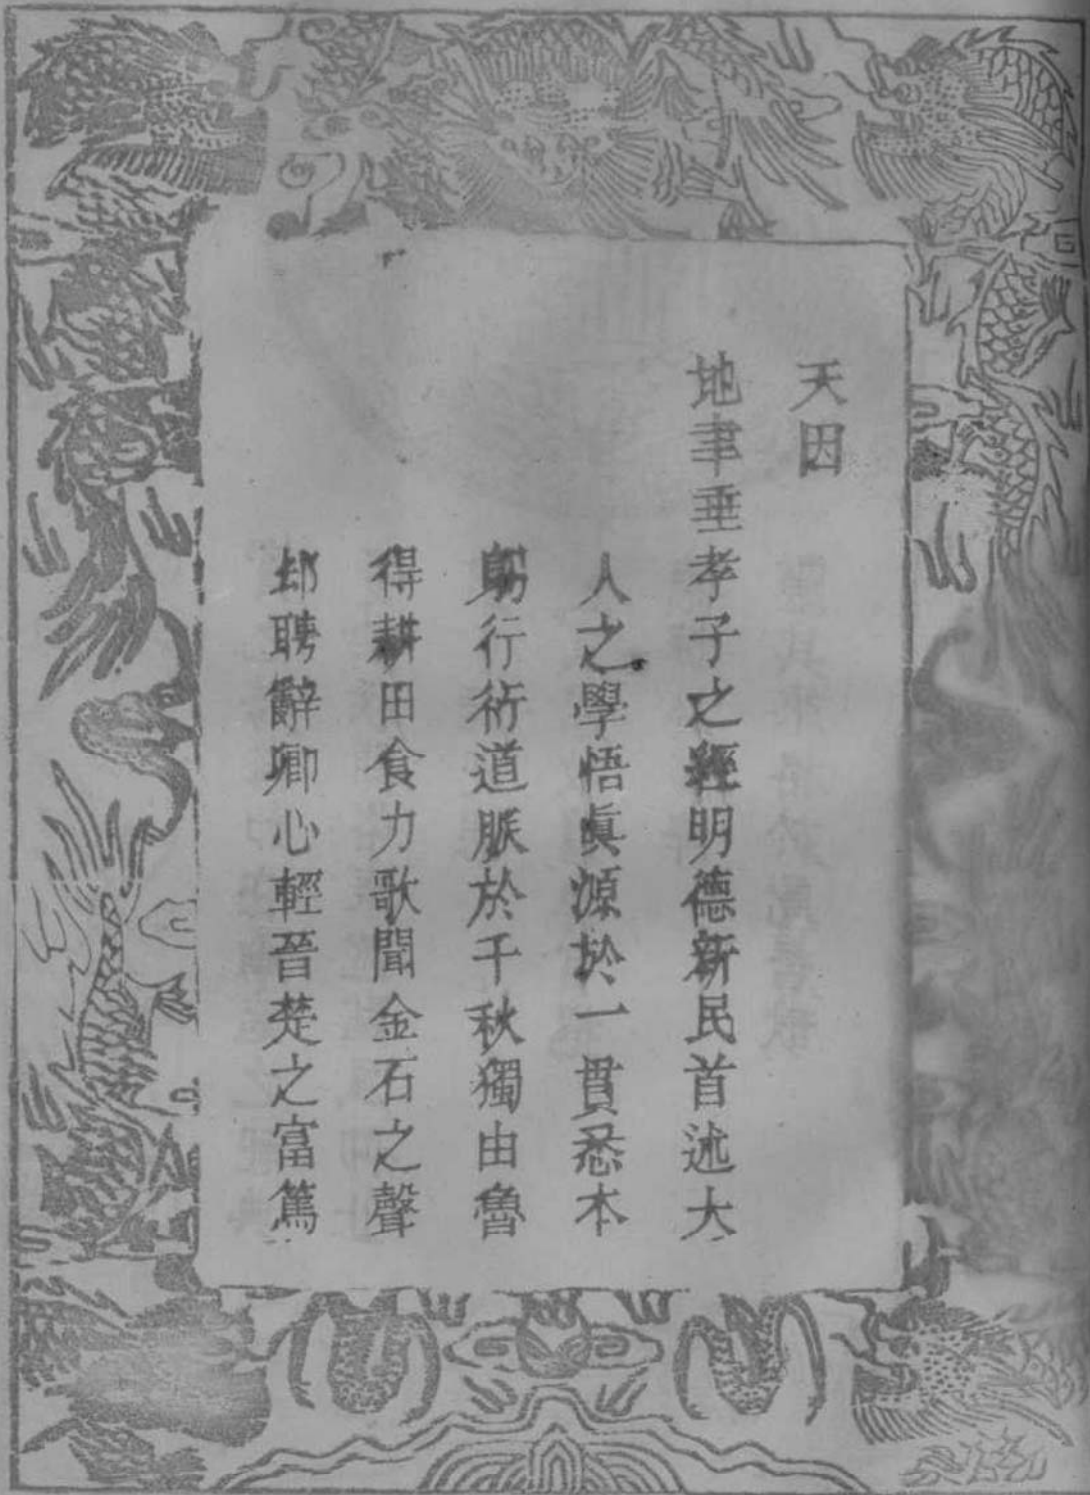 天因
地聿垂孝子之經明德新民首述大
人之學悟眞源於一貫忝本
躬行衍道脈於千秋獨由魯
得耕田食力歌聞金石之聲
却聘辭卿心輕晉楚之富篤